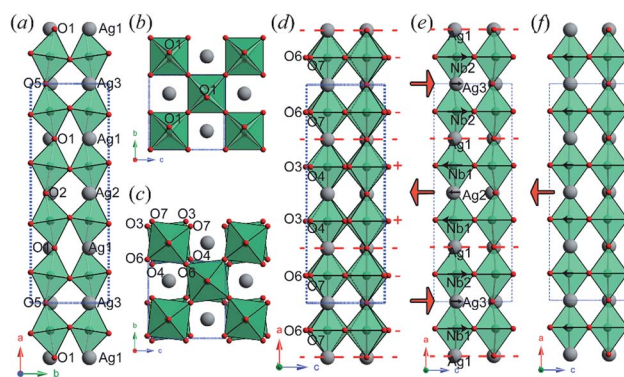 (a)
O1 Ag1
O5 Ag3
O1 Ag1
O2 Ag2
O1 Ag1
O5 Ag3
O1 Ag1
a
b
(b)
O1
O1
O1
b
c
(c)
O7 O3
O3 O7
O4
O6
O4 O6
b
c
(d)
O6
O7
O6
O7
O3
O4
O3
O4
O6
O7
O6
O7
a
c
(e)
Ag1
Nb2
Ag3
Nb2
Ag1
Nb1
Ag2
Nb1
Ag1
Nb2
Ag3
Nb2
Ag1
a
c
(f)
a
c